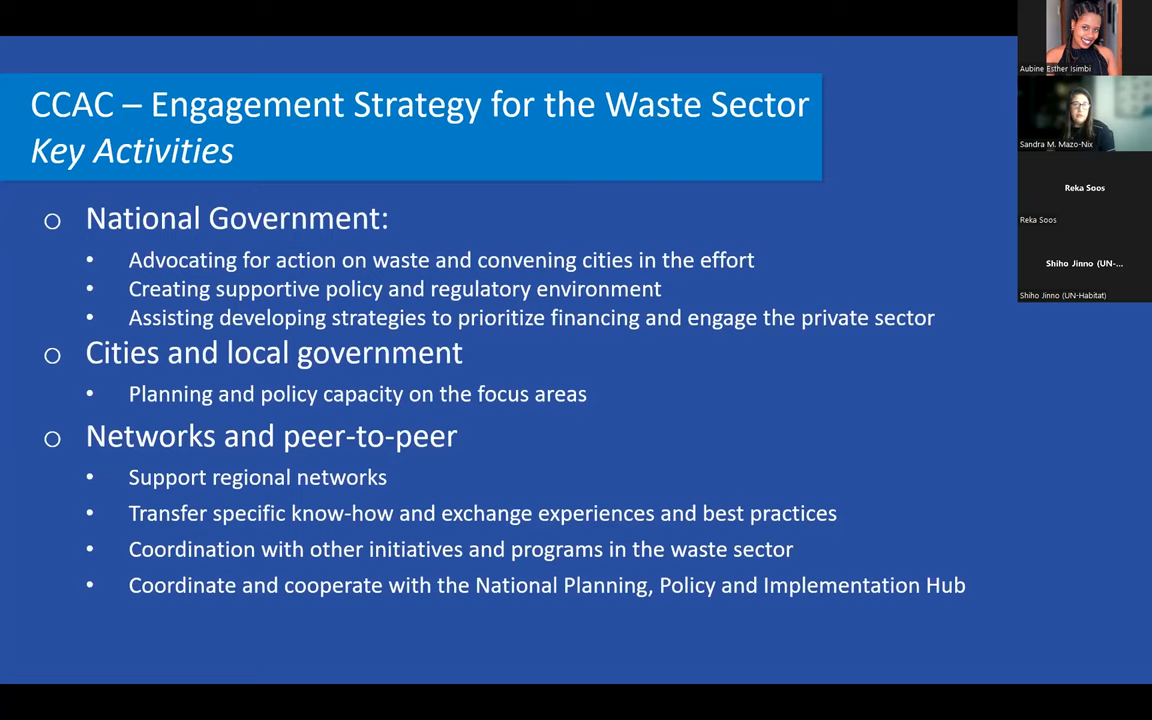 CCAC – Engagement Strategy for the Waste Sector
Key Activities
o National Government:
• Advocating for action on waste and convening cities in the effort
• Creating supportive policy and regulatory environment
• Assisting developing strategies to prioritize financing and engage the private sector
o Cities and local government
• Planning and policy capacity on the focus areas
o Networks and peer-to-peer
• Support regional networks
• Transfer specific know-how and exchange experiences and best practices
• Coordination with other initiatives and programs in the waste sector
• Coordinate and cooperate with the National Planning, Policy and Implementation Hub
Aubine Esther Isimbi
Sandra M. Mazo-Nix
Reka Soos
Reka Soos
Shiho Jinno (UN-...
Shiho Jinno (UN-Habitat)